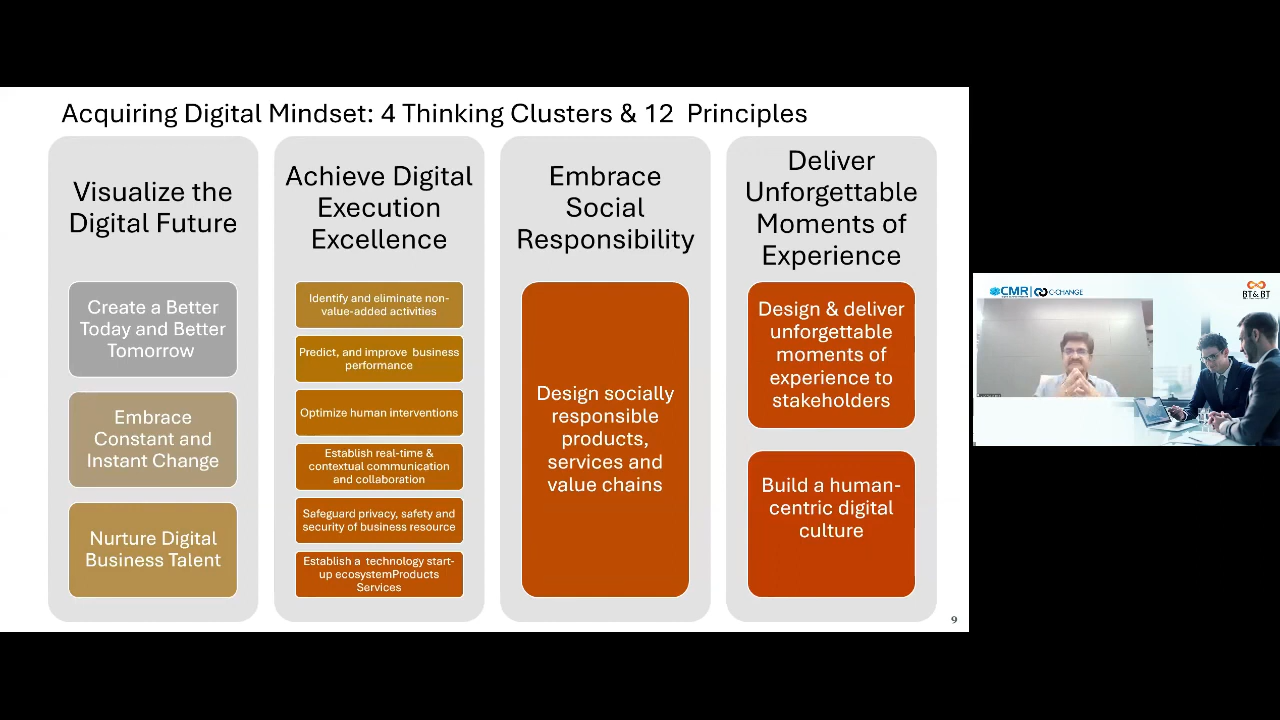 Acquiring Digital Mindset: 4 Thinking Clusters & 12 Principles
Visualize the
Digital Future
Create a Better
Today and Better
Tomorrow
Embrace
Constant and
Instant Change
Nurture Digital
Business Talent
Achieve Digital
Execution
Excellence
Identify and eliminate non-
value-added activities
Predict, and improve business
performance
Optimize human interventions
Establish real-time &
contextual communication
and collaboration
Safeguard privacy, safety and
security of business resource
Establish a technology start-
up ecosystemProducts
Services
Embrace
Social
Responsibility
Design socially
responsible
products,
services and
value chains
Deliver
Unforgettable
Moments of
Experience
Design & deliver
unforgettable
moments of
experience to
stakeholders
Build a human-
centric digital
culture
9
CMR C-CHANGE
BT&BT